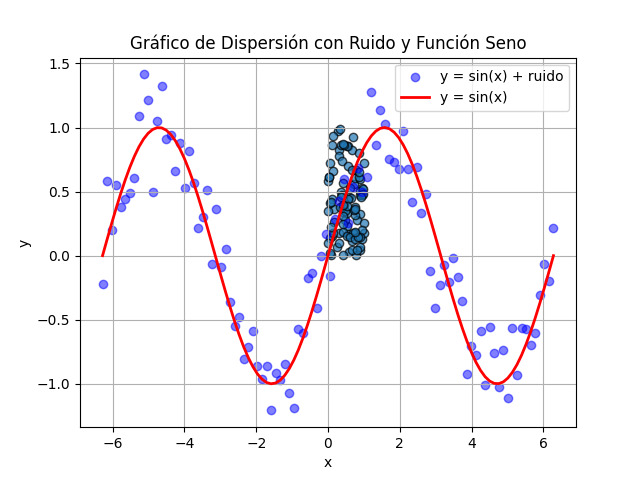 Gráfico de Dispersión con Ruido y Función Seno
y = sin(x) + ruido
y = sin(x)
1.5
1.0
0.5
0.0
−0.5
−1.0
y
−6
−4
−2
0
2
4
6
x